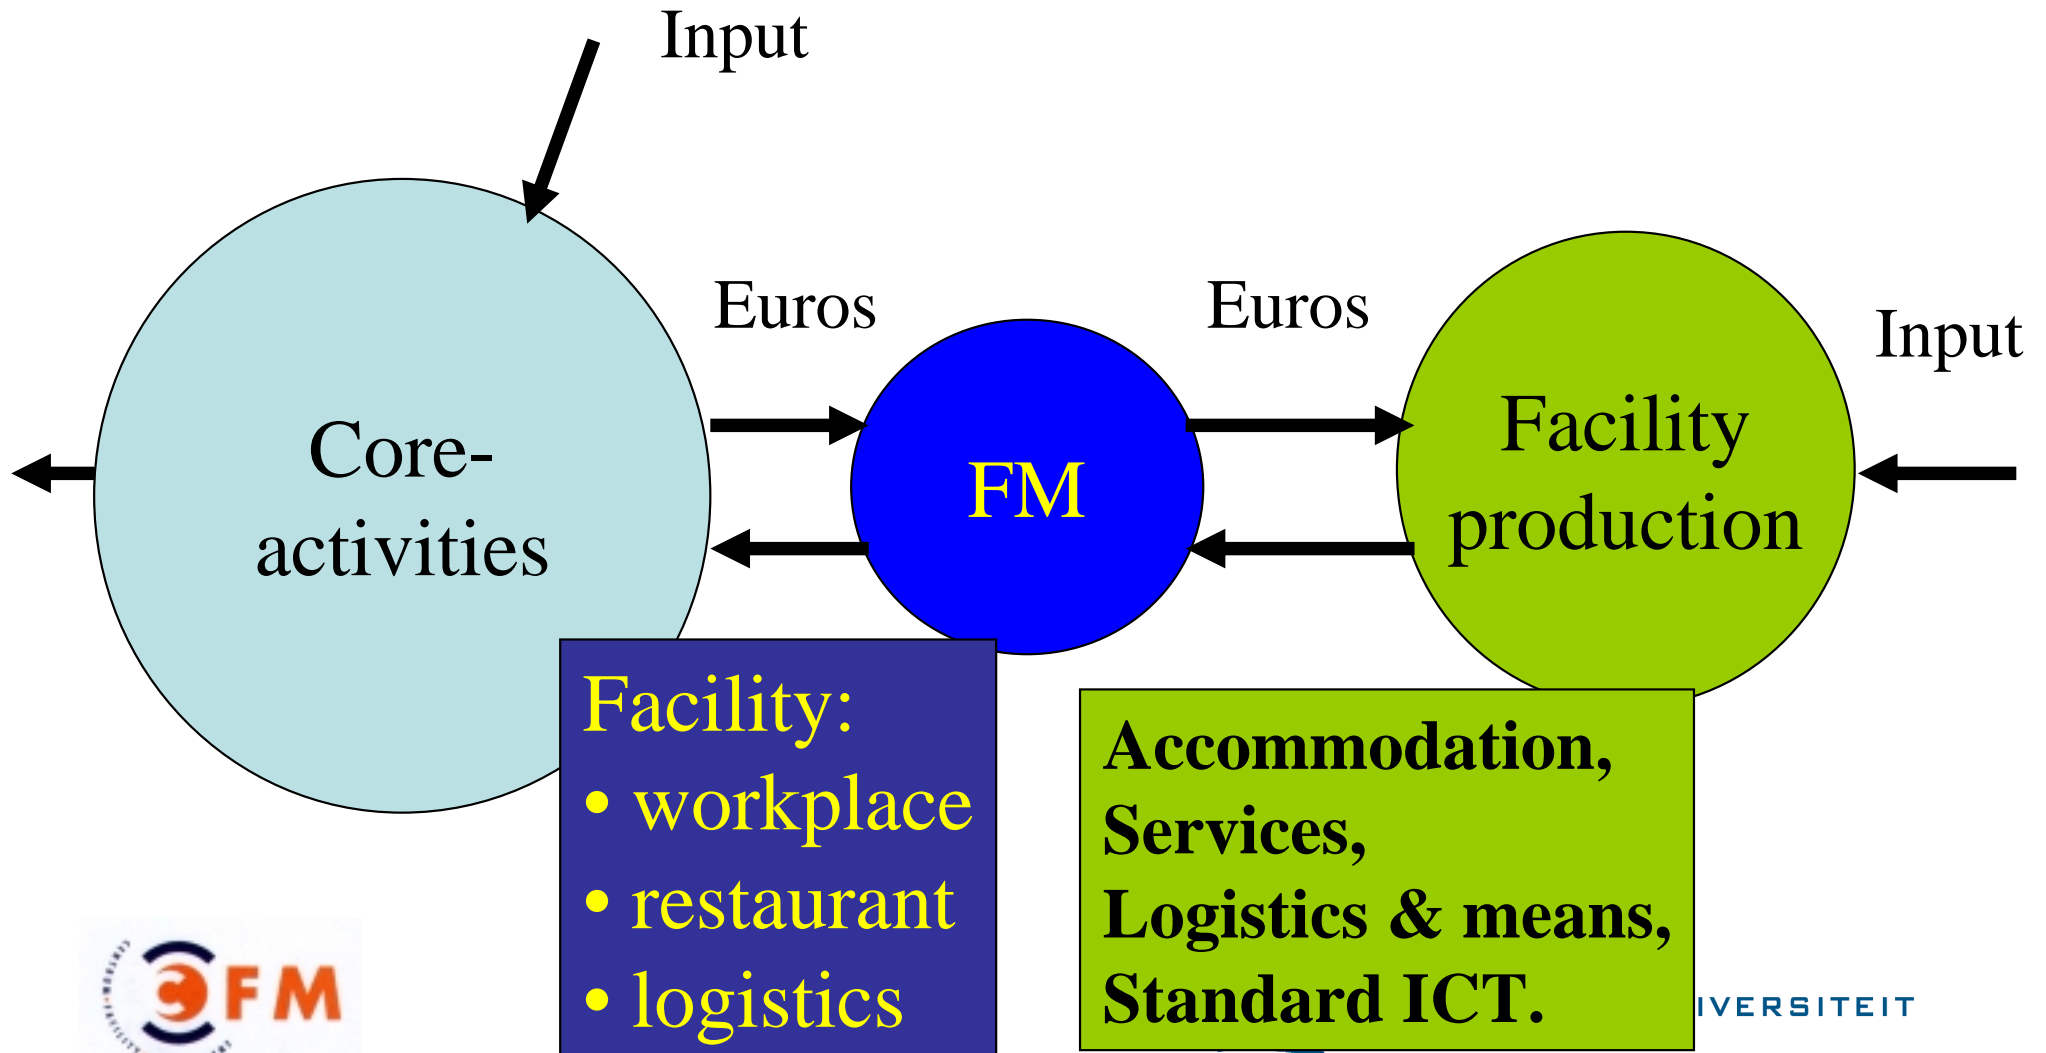 Input
Euros
Euros
Input
Core-
activities
FM
Facility
production
Facility:
• workplace
• restaurant
• logistics
Accommodation,
Services,
Logistics & means,
Standard ICT.
FM
IVERSITEIT